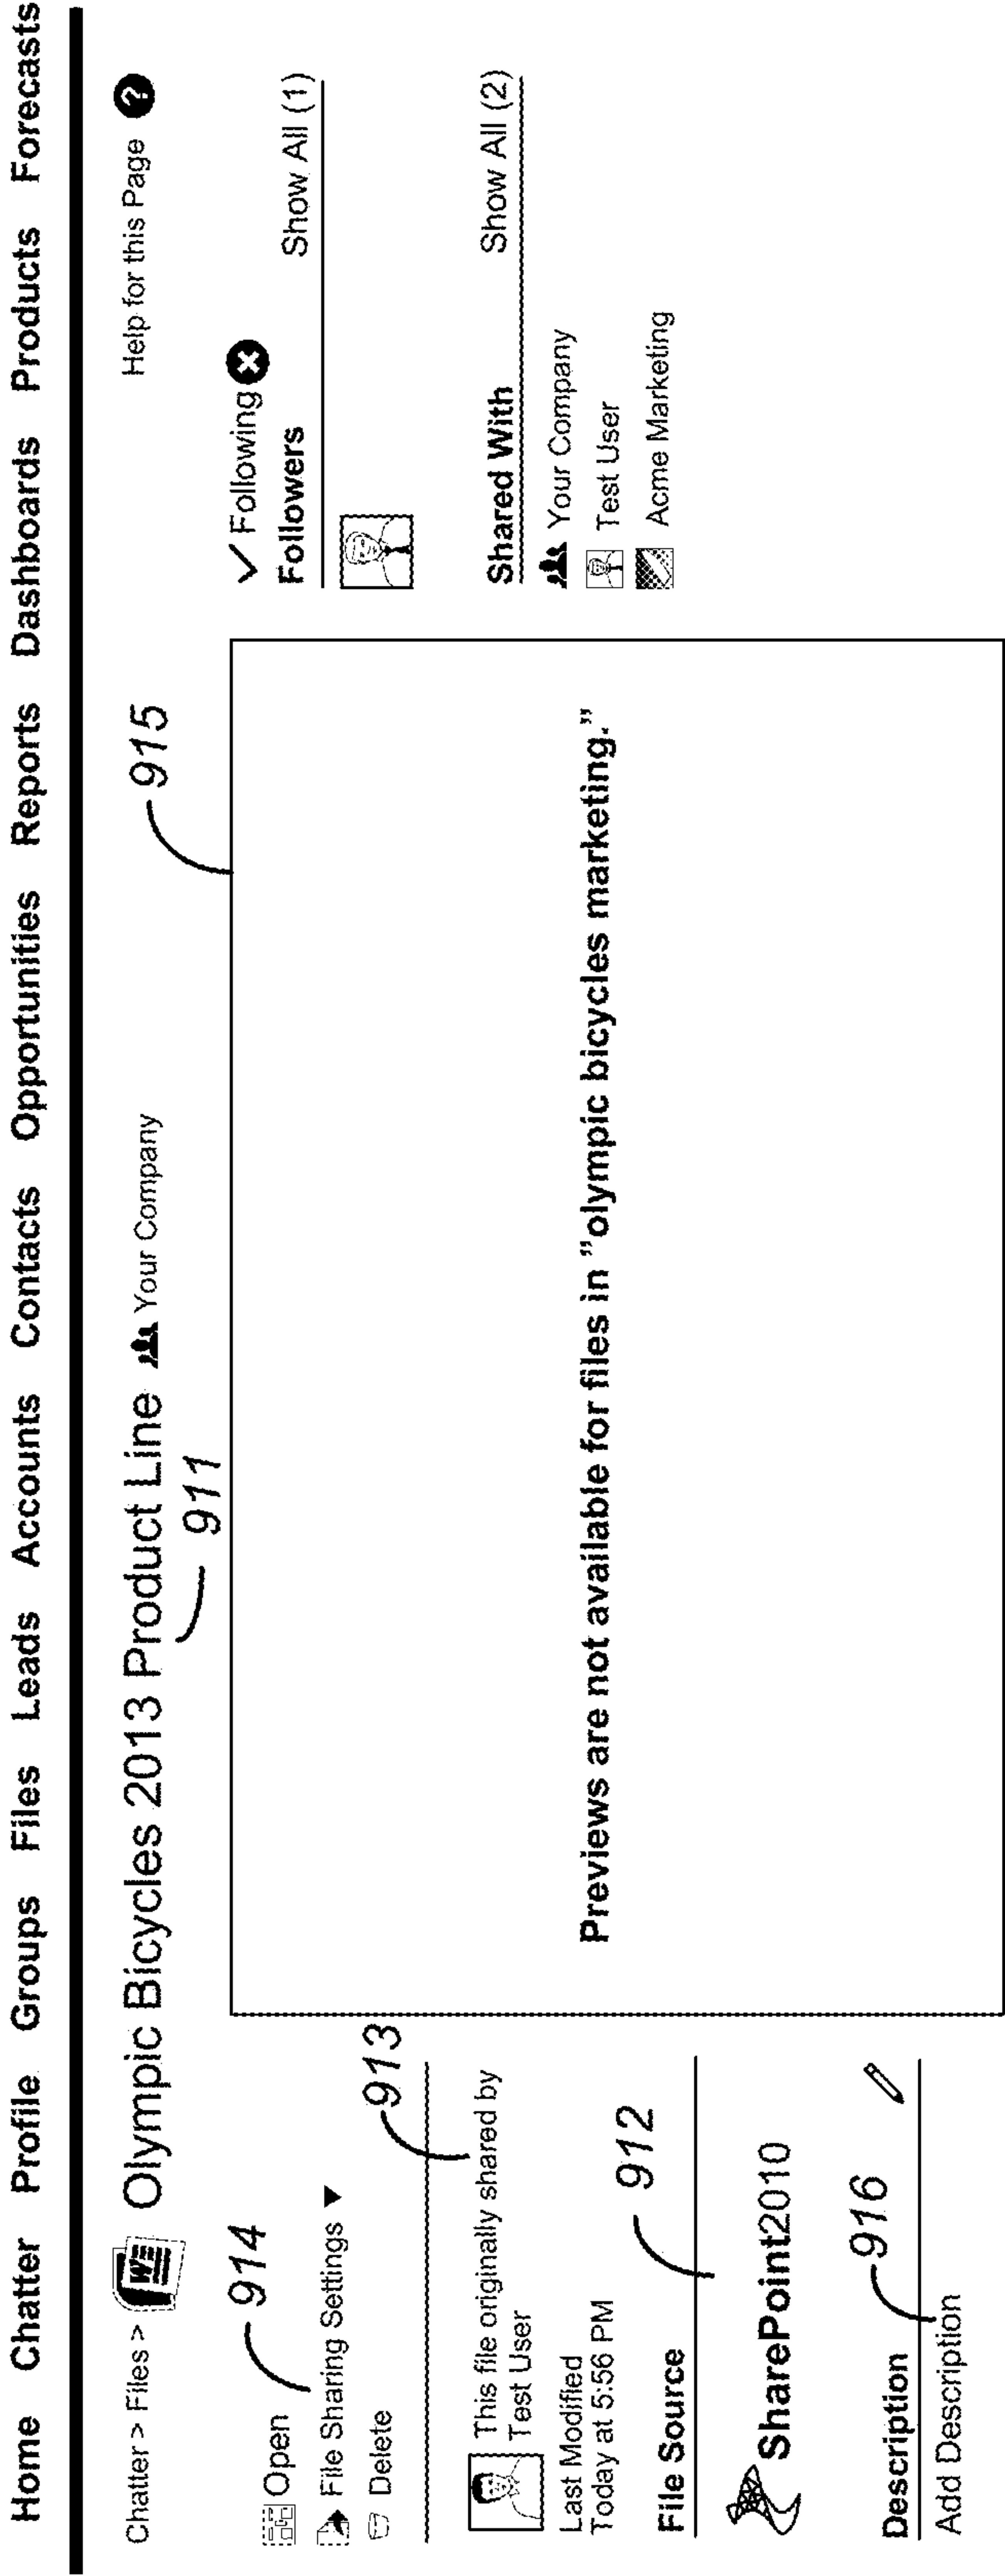 Home Chatter Profile Groups Files Leads Accounts Contacts Opportunities Reports Dashboards Products Forecasts
Chatter > Files > Olympic Bicycles 2013 Product Line Your Company
Help for this Page ?
911
915
914
Open
File Sharing Settings
Delete
913
This file originally shared by
Test User
Last Modified
Today at 5:56 PM
File Source
912
SharePoint2010
916
Description
Add Description
Previews are not available for files in "olympic bicycles marketing."
Following
Followers Show All (1)
Shared With Show All (2)
Your Company
Test User
Acme Marketing